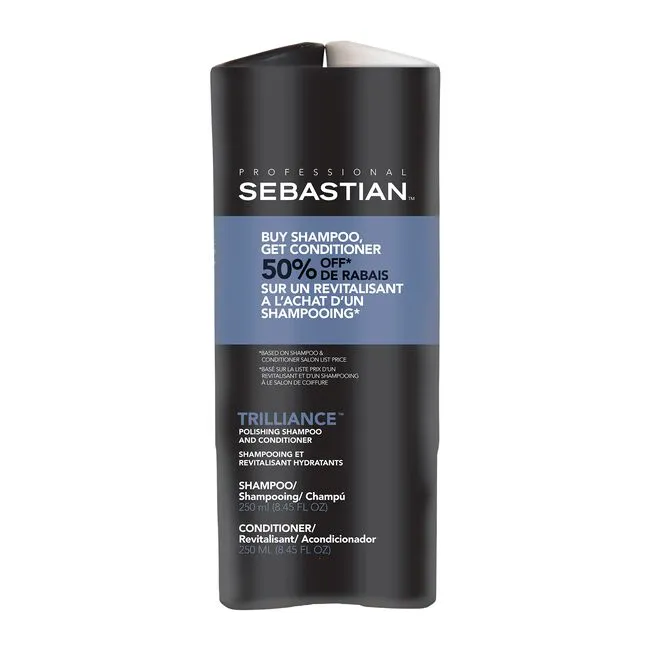 PROFESSIONAL
SEBASTIAN™
BUY SHAMPOO,
GET CONDITIONER
50% OFF*
DE RABAIS
SUR UN REVITALISANT
A L'ACHAT D'UN
SHAMPOOING*
*BASED ON SHAMPOO &
CONDITIONER SALON LIST PRICE
*BASÉ SUR LA LISTE PRIX D'UN
REVITALISANT ET D'UN SHAMPOOING
À LE SALON DE COIFFURE
TRILLIANCE™
POLISHING SHAMPOO
AND CONDITIONER
SHAMPOOING ET
REVITALISANT HYDRATANTS
SHAMPOO/
Shampooing/ Champú
250 ml (8.45 FL OZ)
CONDITIONER/
Revitalisant/ Acondicionador
250 ML (8.45 FL OZ)